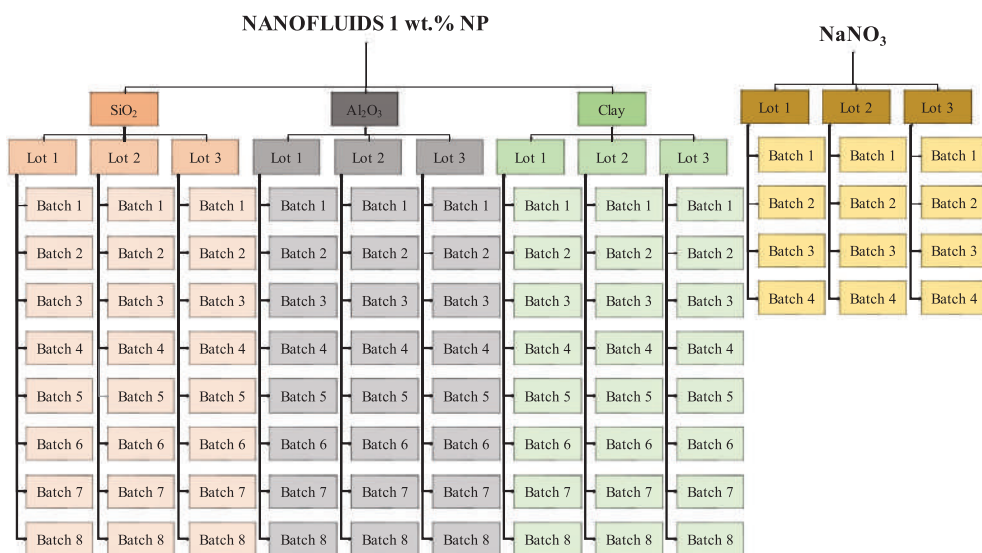 NANOFLUIDS 1 wt.% NP
NaNO₃
SiO₂
Al₂O₃
Clay
Lot 1 Lot 2 Lot 3
Lot 1 Lot 2 Lot 3 Lot 1 Lot 2 Lot 3 Lot 1 Lot 2 Lot 3
Batch 1 Batch 1 Batch 1
Batch 2 Batch 2 Batch 2
Batch 3 Batch 3 Batch 3
Batch 4 Batch 4 Batch 4
Batch 1 Batch 1 Batch 1 Batch 1 Batch 1 Batch 1 Batch 1 Batch 1 Batch 1
Batch 2 Batch 2 Batch 2 Batch 2 Batch 2 Batch 2 Batch 2 Batch 2 Batch 2
Batch 3 Batch 3 Batch 3 Batch 3 Batch 3 Batch 3 Batch 3 Batch 3 Batch 3
Batch 4 Batch 4 Batch 4 Batch 4 Batch 4 Batch 4 Batch 4 Batch 4 Batch 4
Batch 5 Batch 5 Batch 5 Batch 5 Batch 5 Batch 5 Batch 5 Batch 5 Batch 5
Batch 6 Batch 6 Batch 6 Batch 6 Batch 6 Batch 6 Batch 6 Batch 6 Batch 6
Batch 7 Batch 7 Batch 7 Batch 7 Batch 7 Batch 7 Batch 7 Batch 7 Batch 7
Batch 8 Batch 8 Batch 8 Batch 8 Batch 8 Batch 8 Batch 8 Batch 8 Batch 8